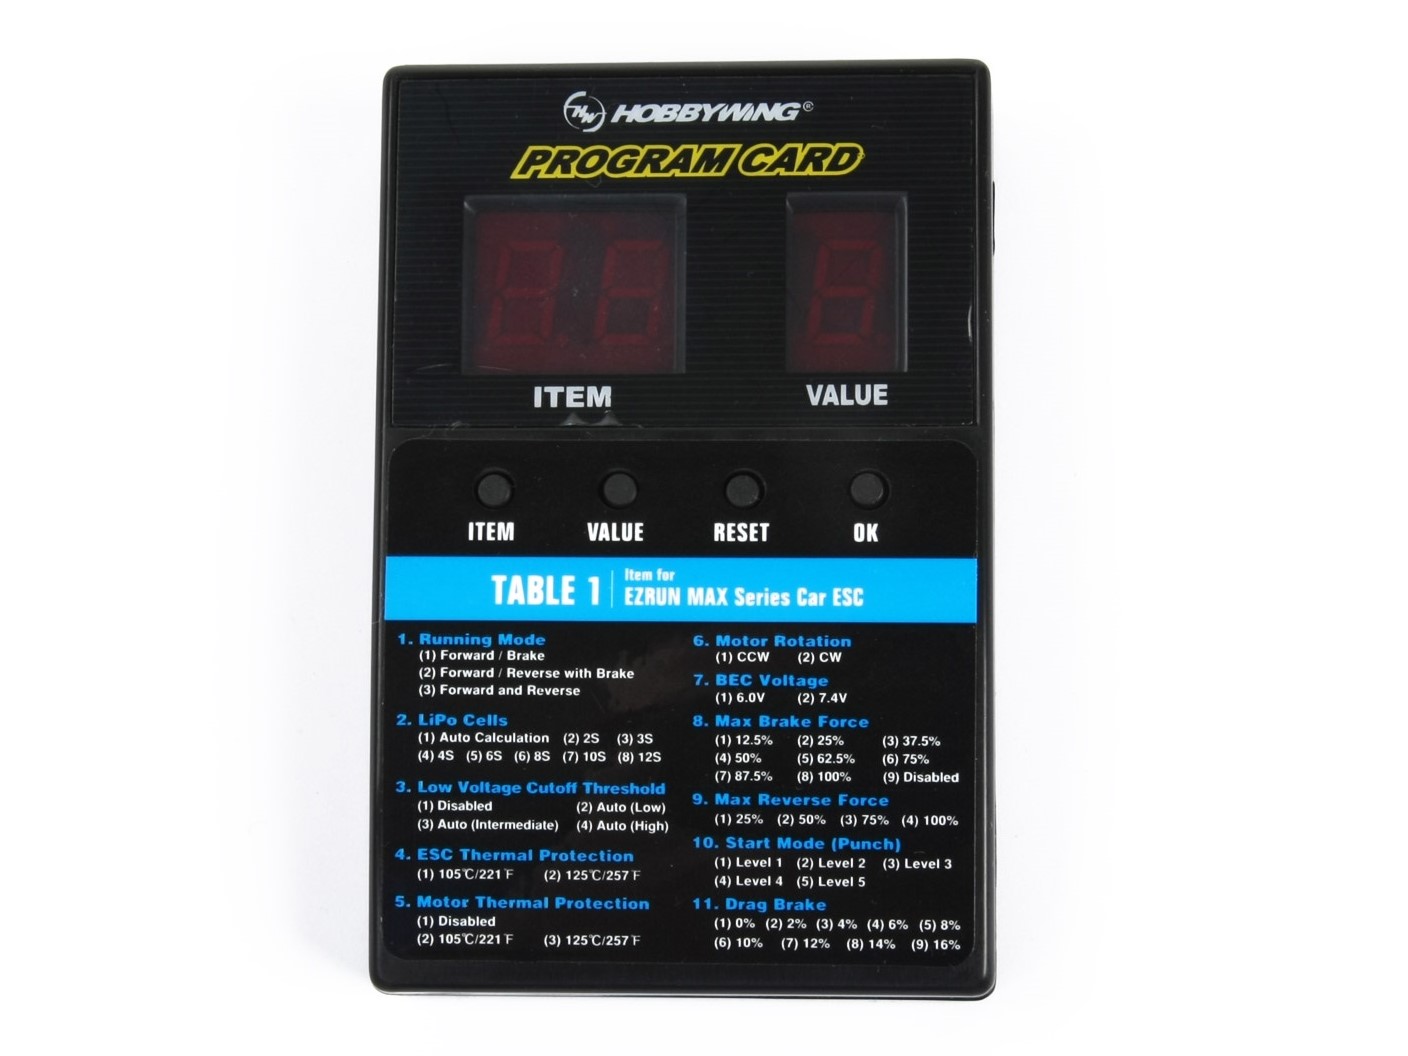 HW HOBBYWING®
PROGRAM CARD
ITEM VALUE
ITEM VALUE RESET OK
TABLE 1 Item for
EZRUN MAX Series Car ESC
1. Running Mode
(1) Forward / Brake
(2) Forward / Reverse with Brake
(3) Forward and Reverse
2. LiPo Cells
(1) Auto Calculation (2) 2S (3) 3S
(4) 4S (5) 6S (6) 8S (7) 10S (8) 12S
3. Low Voltage Cutoff Threshold
(1) Disabled (2) Auto (Low)
(3) Auto (Intermediate) (4) Auto (High)
4. ESC Thermal Protection
(1) 105℃/221℉ (2) 125℃/257℉
5. Motor Thermal Protection
(1) Disabled
(2) 105℃/221℉ (3) 125℃/257℉
6. Motor Rotation
(1) CCW (2) CW
7. BEC Voltage
(1) 6.0V (2) 7.4V
8. Max Brake Force
(1) 12.5% (2) 25% (3) 37.5%
(4) 50% (5) 62.5% (6) 75%
(7) 87.5% (8) 100% (9) Disabled
9. Max Reverse Force
(1) 25% (2) 50% (3) 75% (4) 100%
10. Start Mode (Punch)
(1) Level 1 (2) Level 2 (3) Level 3
(4) Level 4 (5) Level 5
11. Drag Brake
(1) 0% (2) 2% (3) 4% (4) 6% (5) 8%
(6) 10% (7) 12% (8) 14% (9) 16%